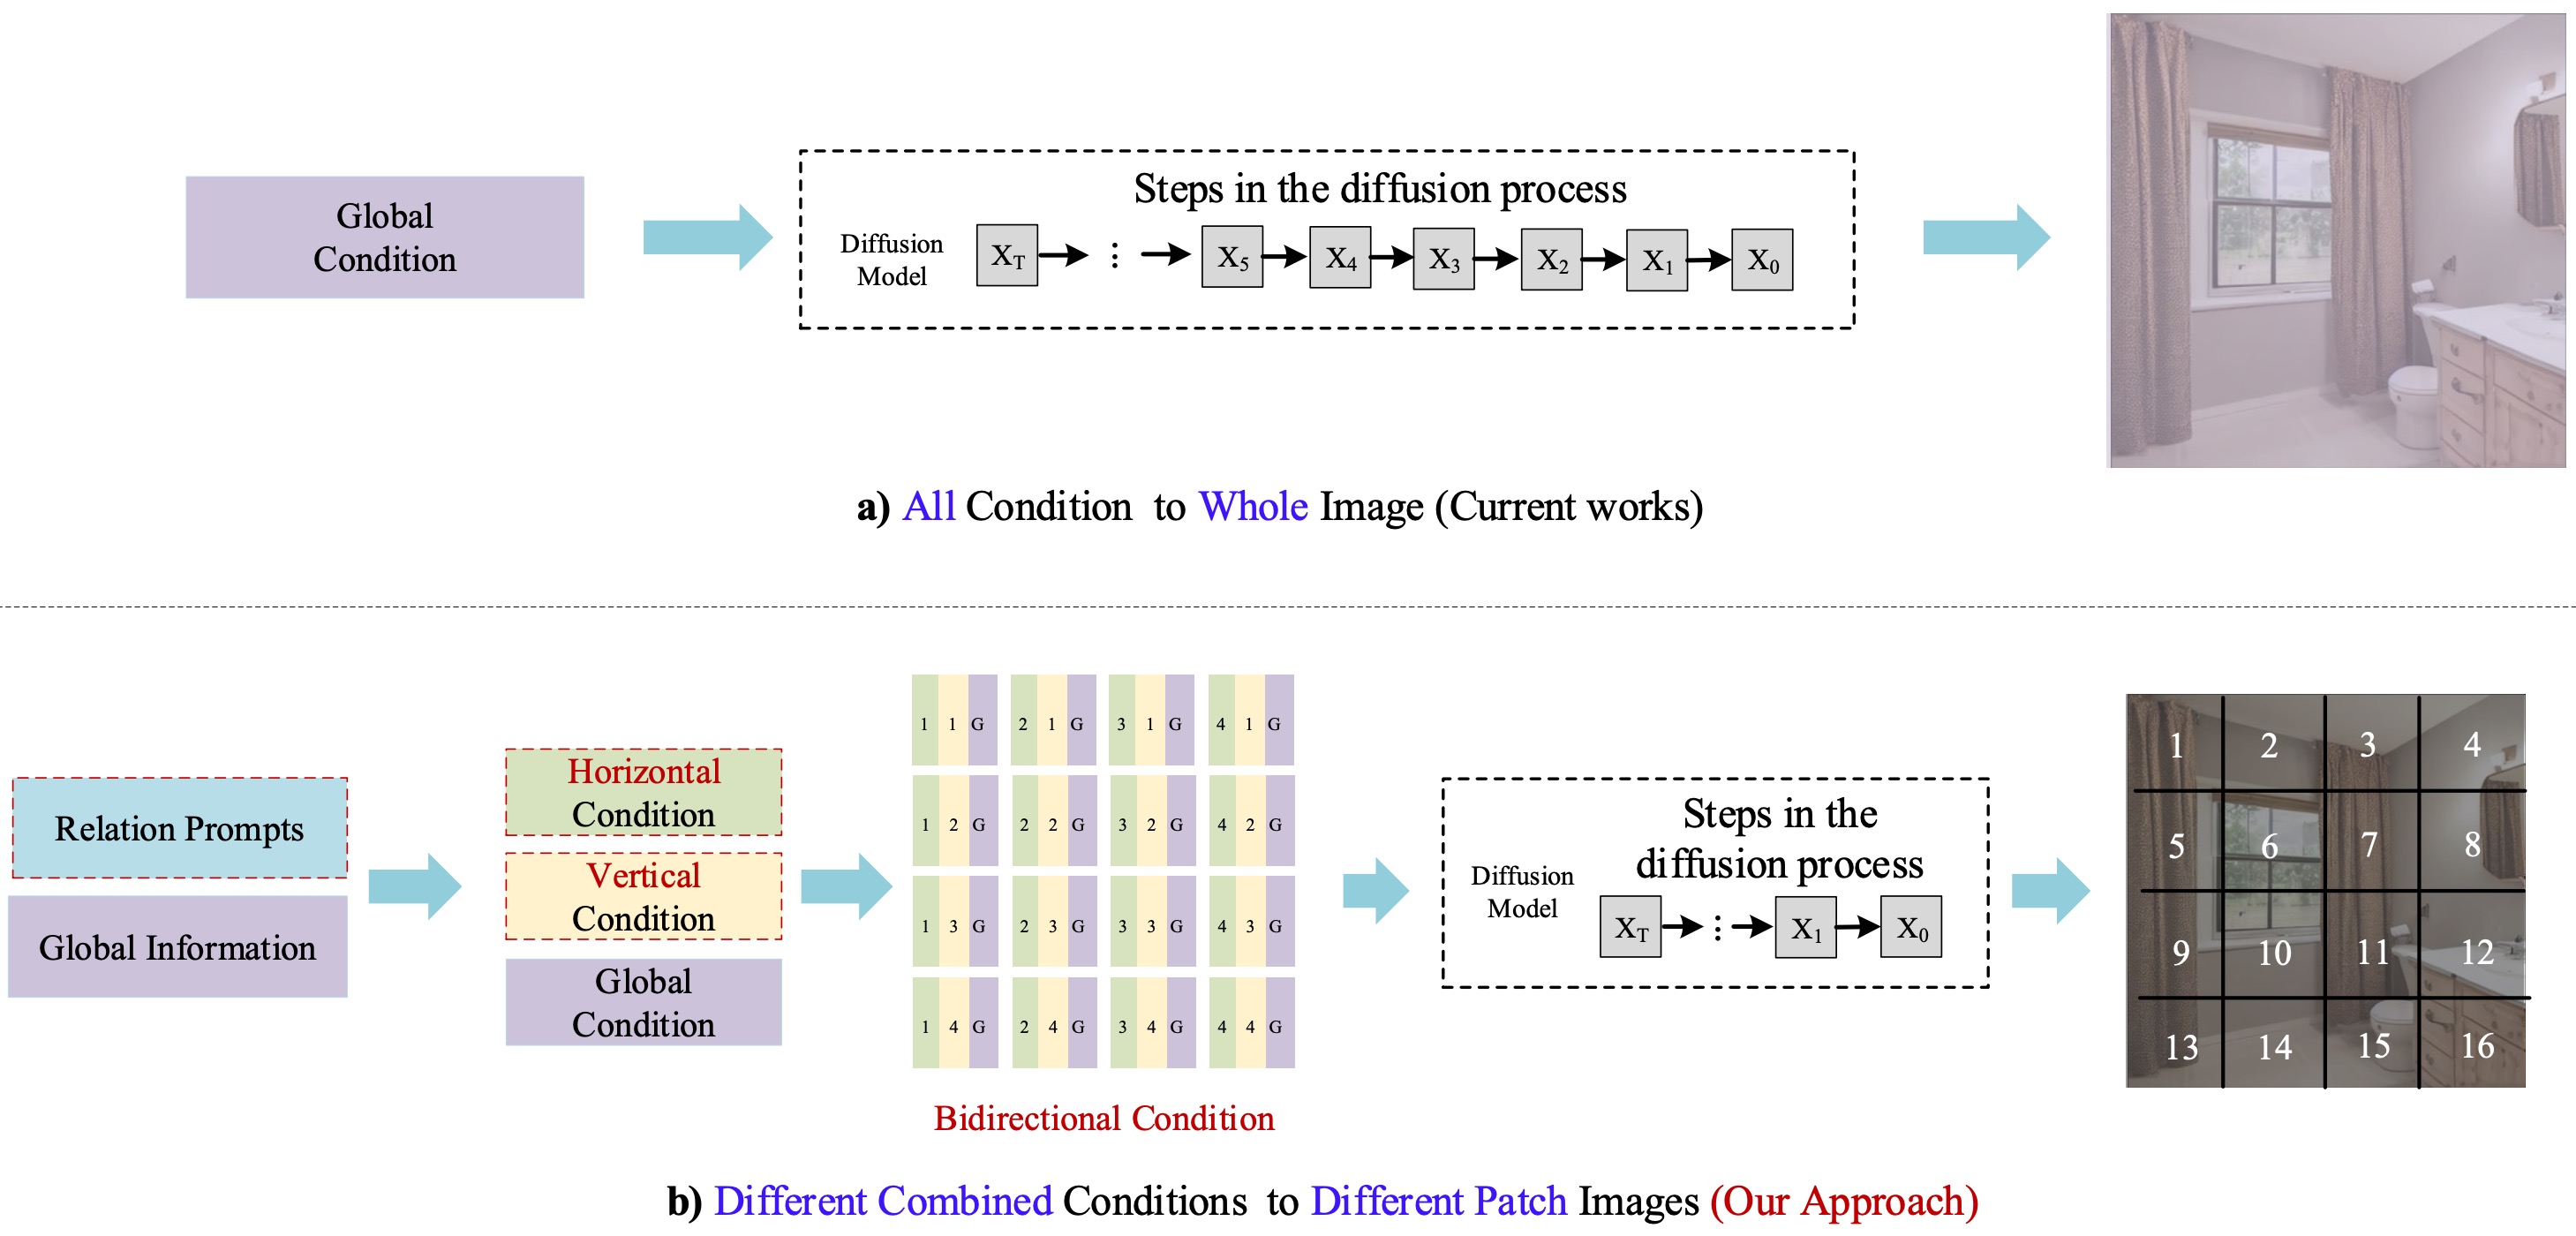 Global
Condition
Steps in the diffusion process
Diffusion
Model
X_T ⋮ X_5 X_4 X_3 X_2 X_1 X_0
a) All Condition to Whole Image (Current works)
Relation Prompts
Global Information
Horizontal
Condition
Vertical
Condition
Global
Condition
1 1 G 2 1 G 3 1 G 4 1 G
1 2 G 2 2 G 3 2 G 4 2 G
1 3 G 2 3 G 3 3 G 4 3 G
1 4 G 2 4 G 3 4 G 4 4 G
Bidirectional Condition
Steps in the
diffusion process
Diffusion
Model
X_T ⋮ X_1 X_0
1 2 3 4
5 6 7 8
9 10 11 12
13 14 15 16
b) Different Combined Conditions to Different Patch Images (Our Approach)